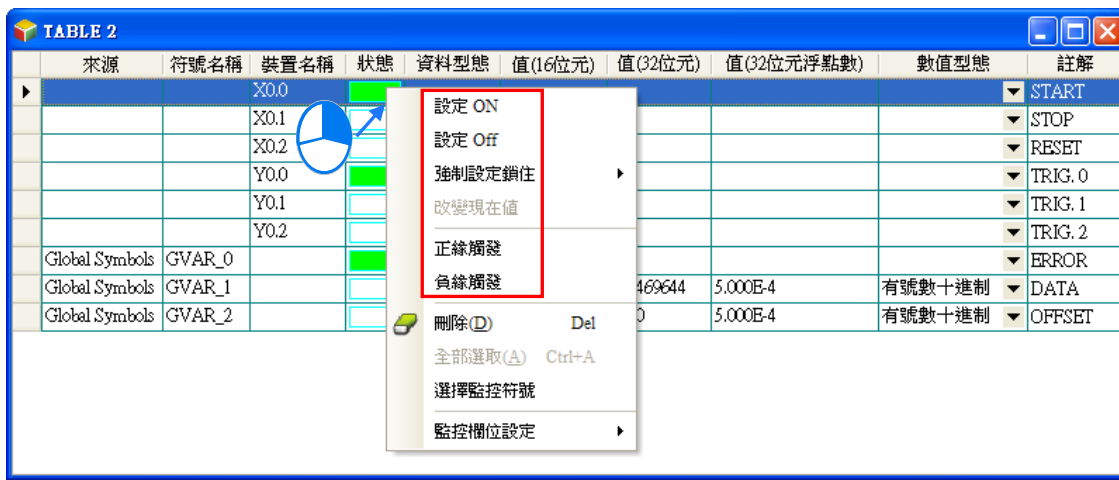 TABLE 2
來源 符號名稱 裝置名稱 狀態 資料型態 值(16位元) 值(32位元) 值(32位元浮點數) 數值型態 註解
X0.0 START
X0.1 STOP
X0.2 RESET
Y0.0 TRIG. 0
Y0.1 TRIG. 1
Y0.2 TRIG. 2
Global Symbols GVAR_0 ERROR
Global Symbols GVAR_1 469644 5.000E-4 有號數十進制 DATA
Global Symbols GVAR_2 0 5.000E-4 有號數十進制 OFFSET
設定 ON
設定 Off
強制設定鎖住
改變現在值
正緣觸發
負緣觸發
刪除(D) Del
全部選取(A) Ctrl+A
選擇監控符號
監控欄位設定